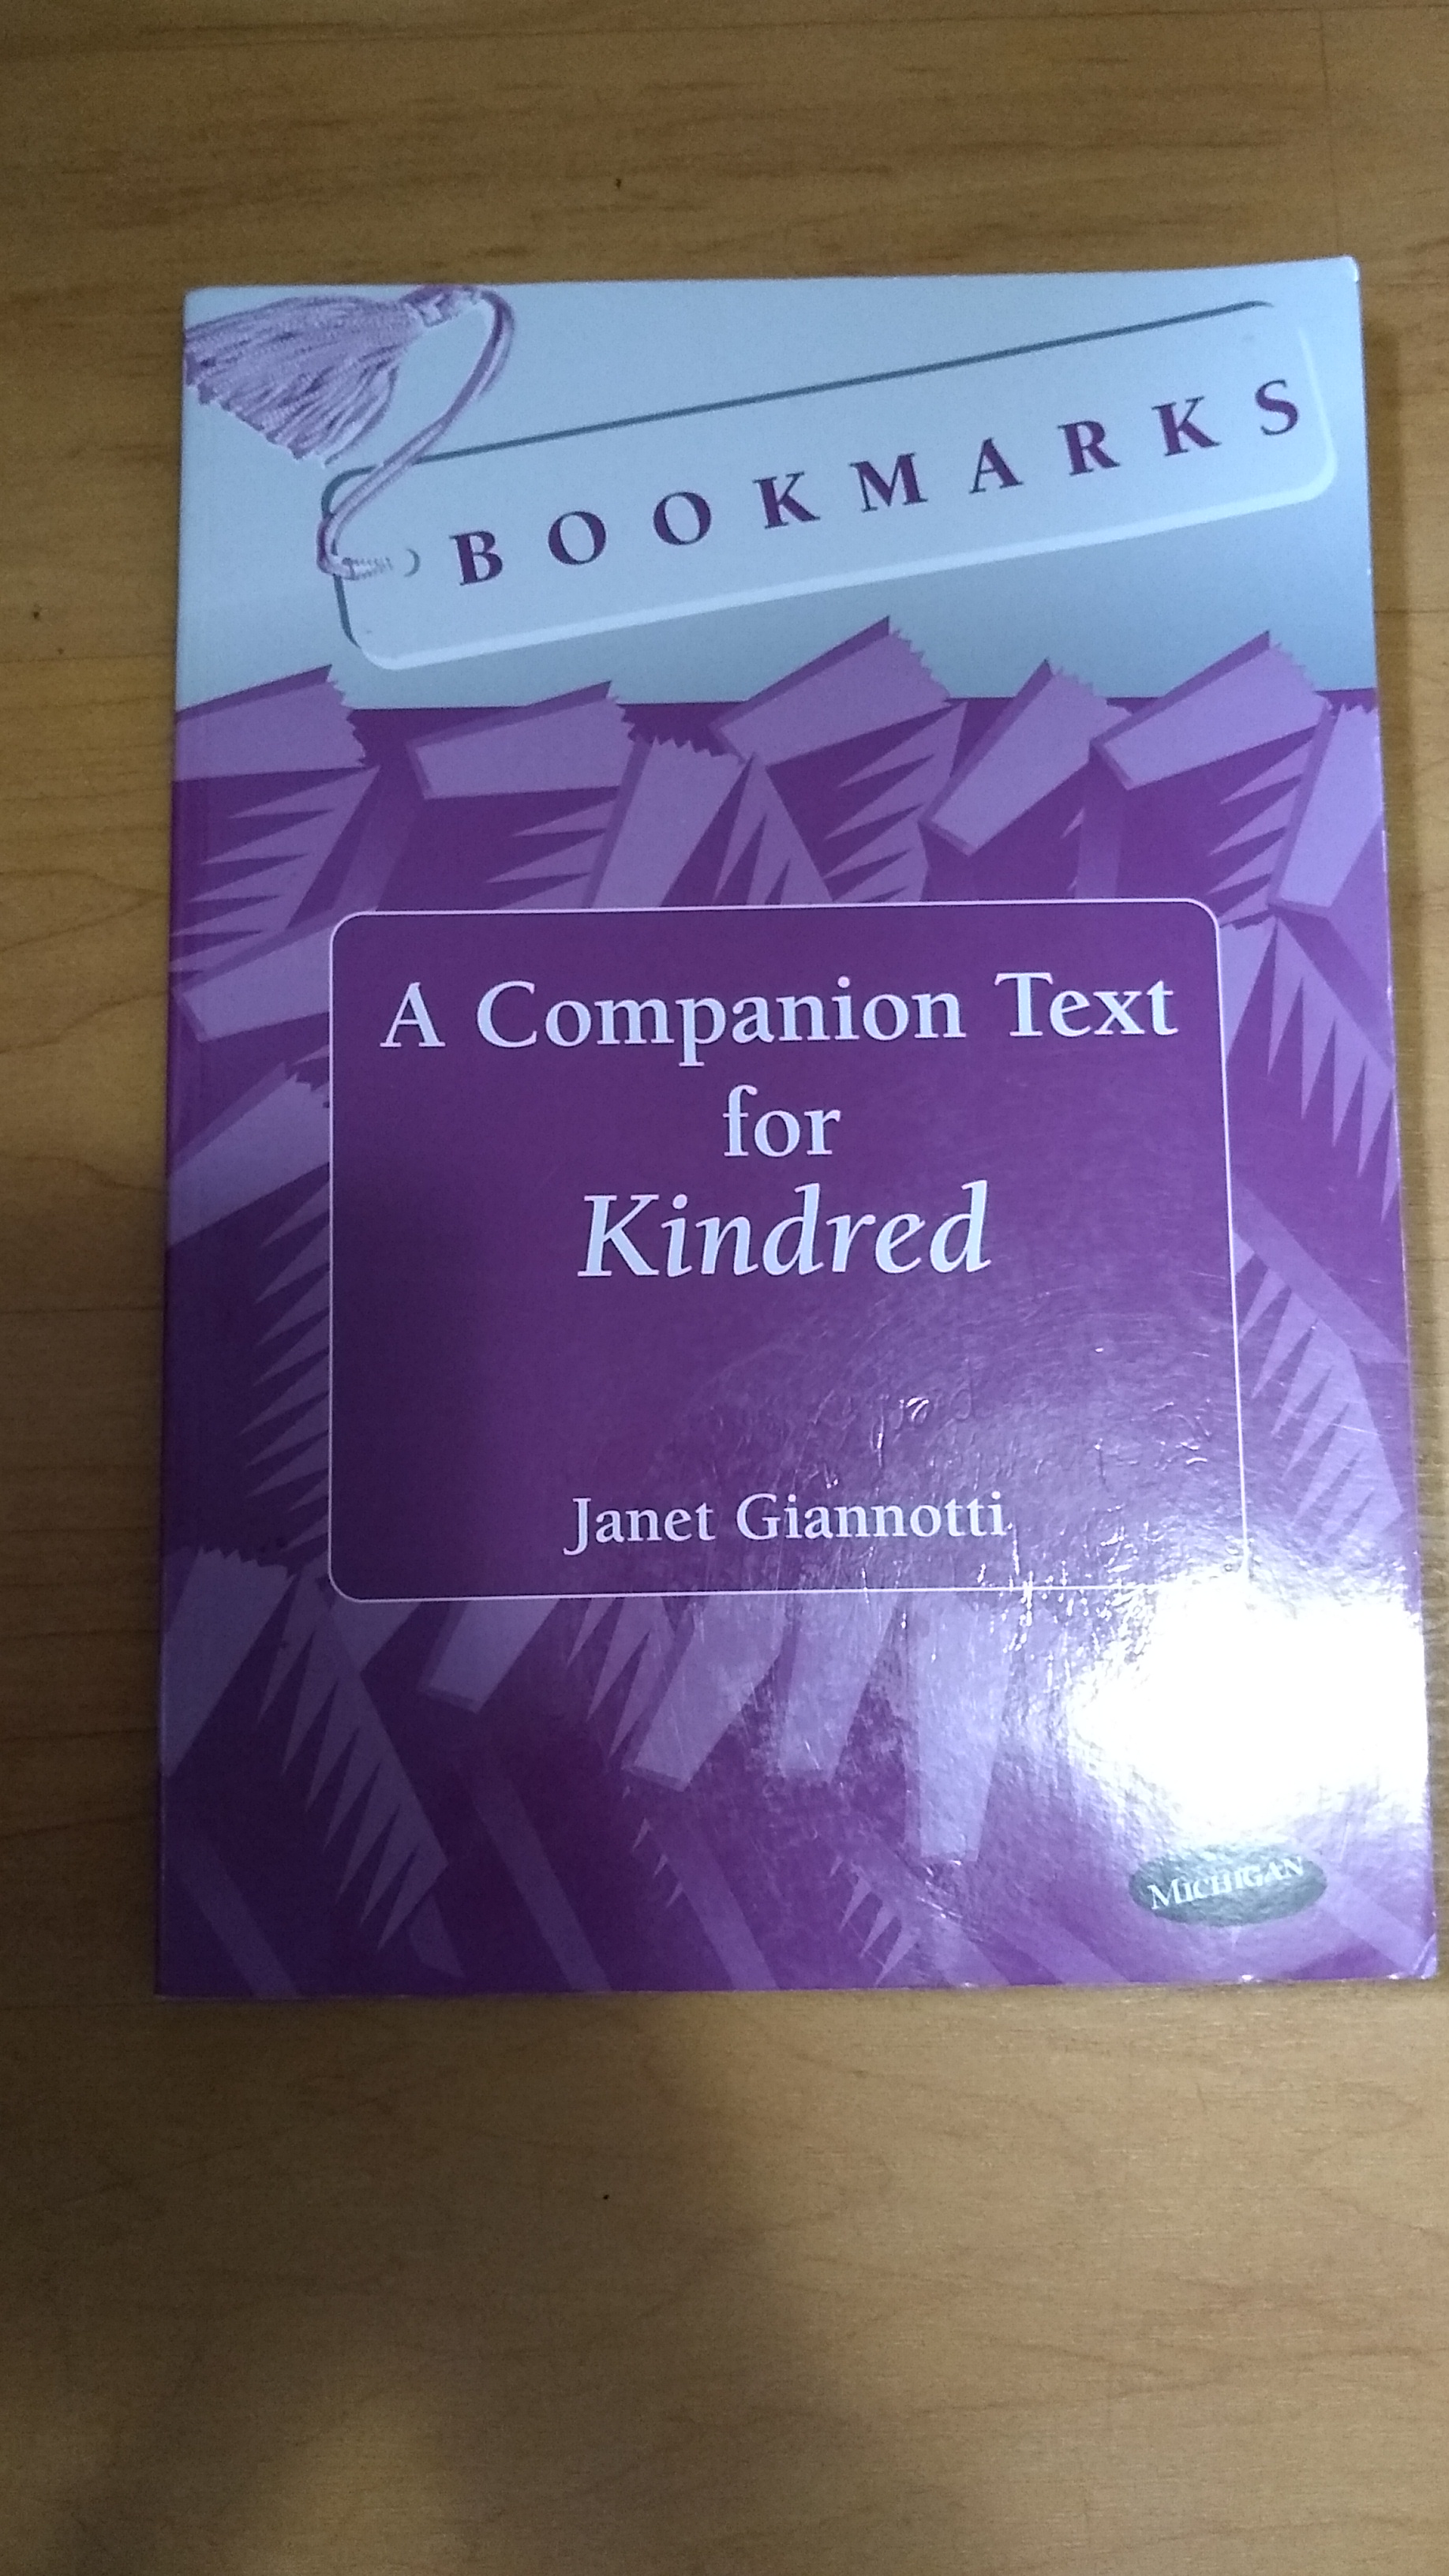 BOOKMARKS
A Companion Text
for
Kindred
Janet Giannotti
MICHIGAN